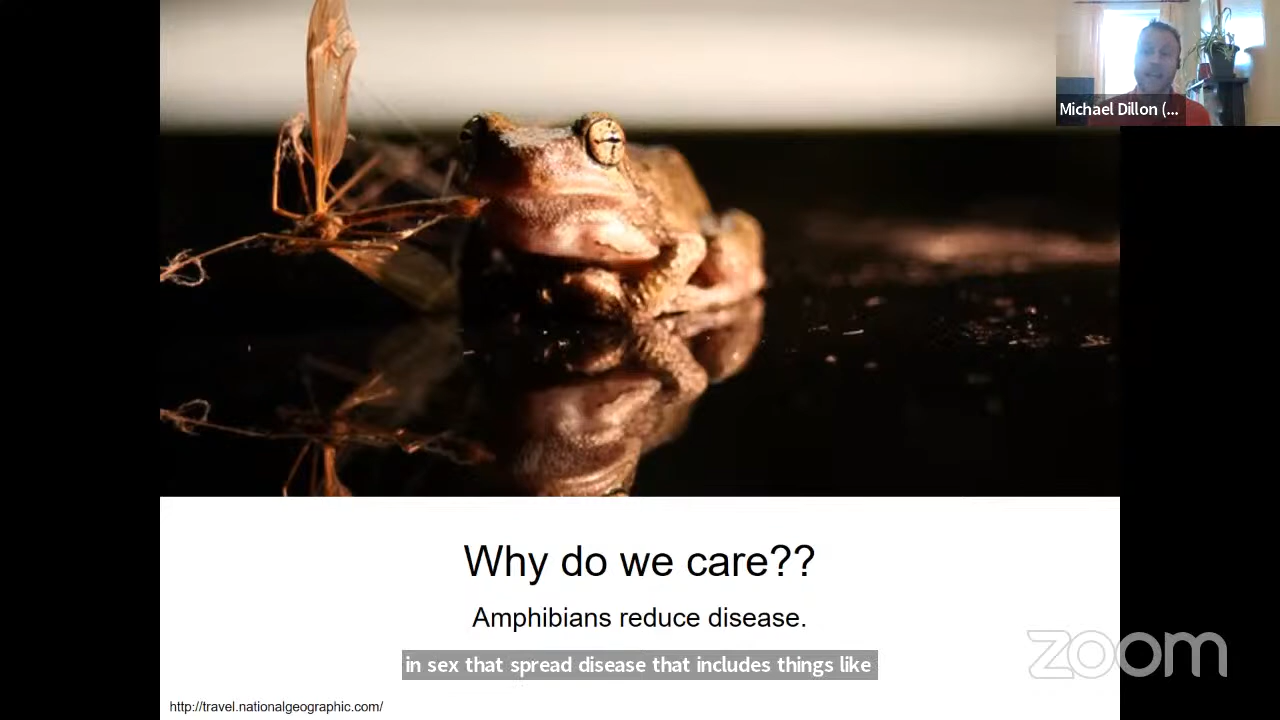 Michael Dillon (...
Why do we care??
Amphibians reduce disease.
in sex that spread disease that includes things like
zoom
http://travel.nationalgeographic.com/